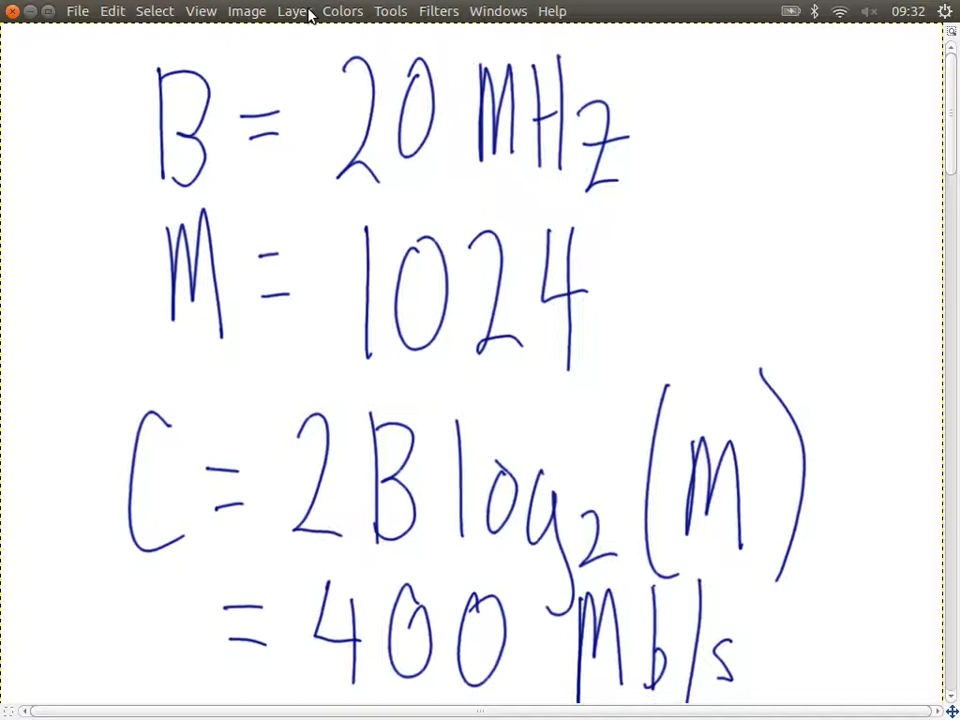 File Edit Select View Image Layer Colors Tools Filters Windows Help 09:32
B = 20 MHz
M = 1024
C = 2B log₂ (M)
= 400 Mb/s